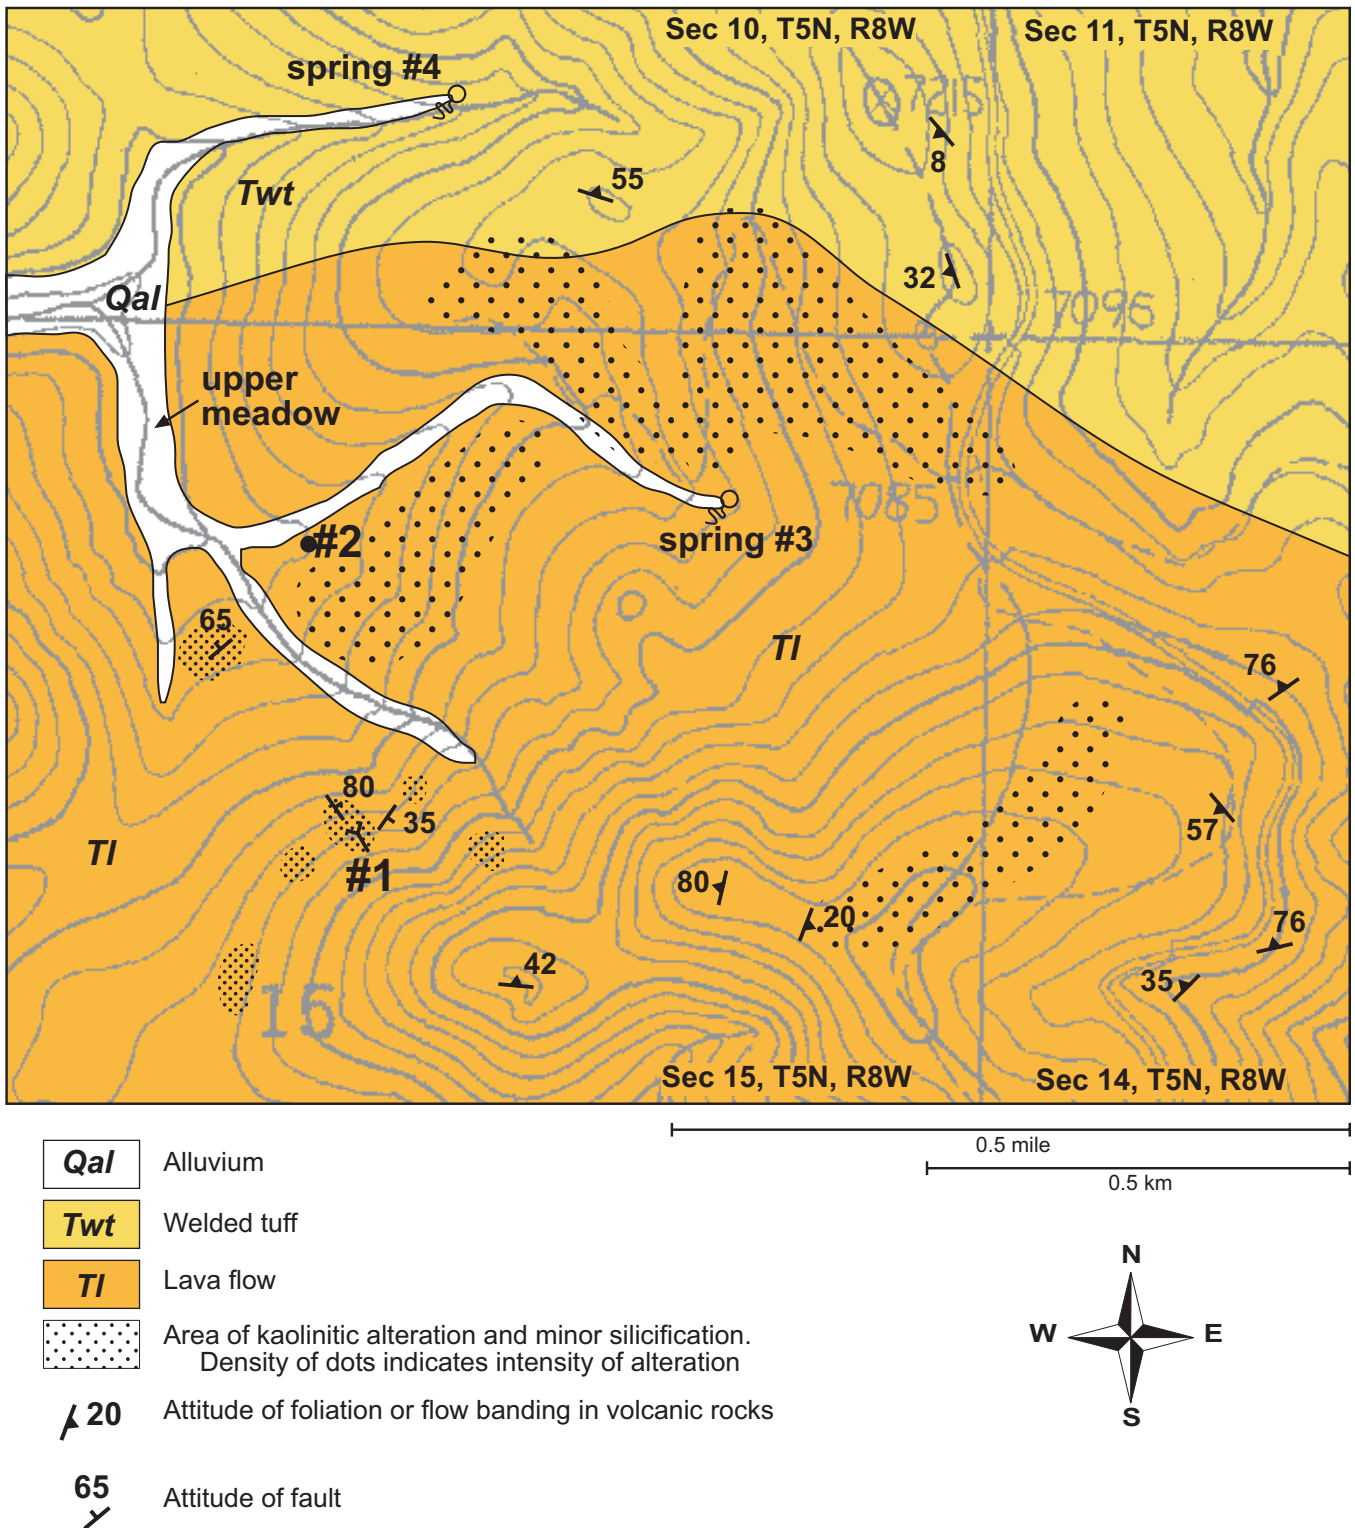 Sec 10, T5N, R8W
Sec 11, T5N, R8W
spring #4
7215
8
55
Twt
32
Qal
7096
upper
meadow
7085
#2
spring #3
65
Tl
76
80
35
57
#1
Tl
80
20
76
42
35
15
Sec 15, T5N, R8W
Sec 14, T5N, R8W
0.5 mile
0.5 km
Qal Alluvium
Twt Welded tuff
Tl Lava flow
Area of kaolinitic alteration and minor silicification.
Density of dots indicates intensity of alteration
20 Attitude of foliation or flow banding in volcanic rocks
65 Attitude of fault
N
W E
S